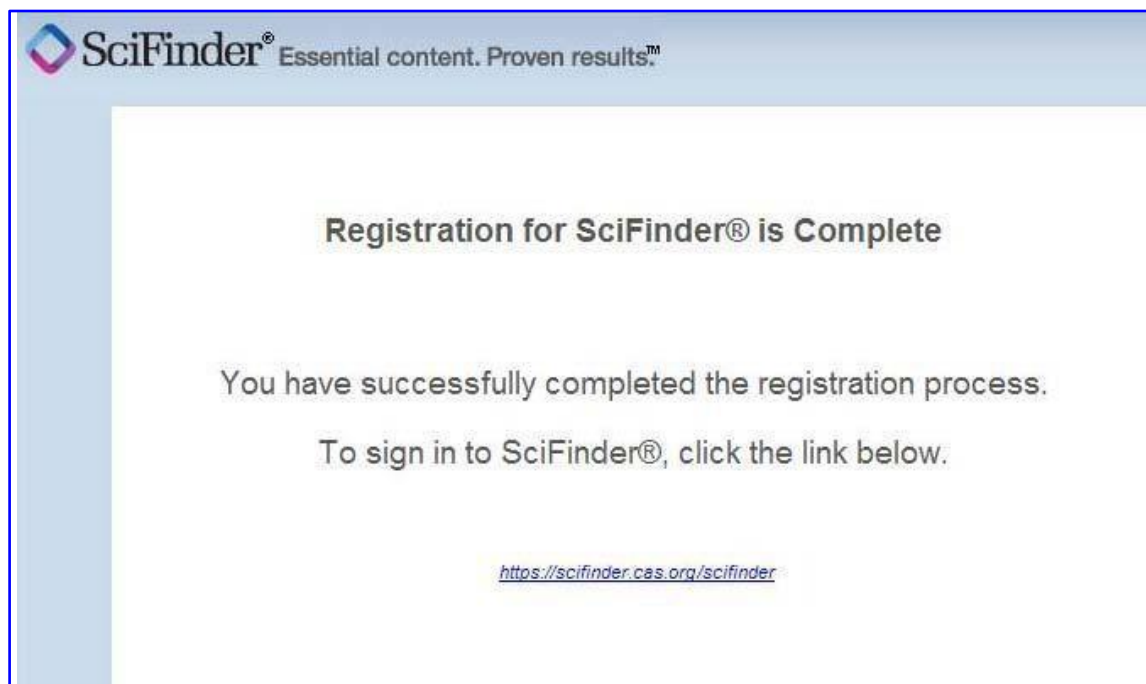 SciFinder® Essential content. Proven results.™
Registration for SciFinder® is Complete
You have successfully completed the registration process.
To sign in to SciFinder®, click the link below.
https://scifinder.cas.org/scifinder